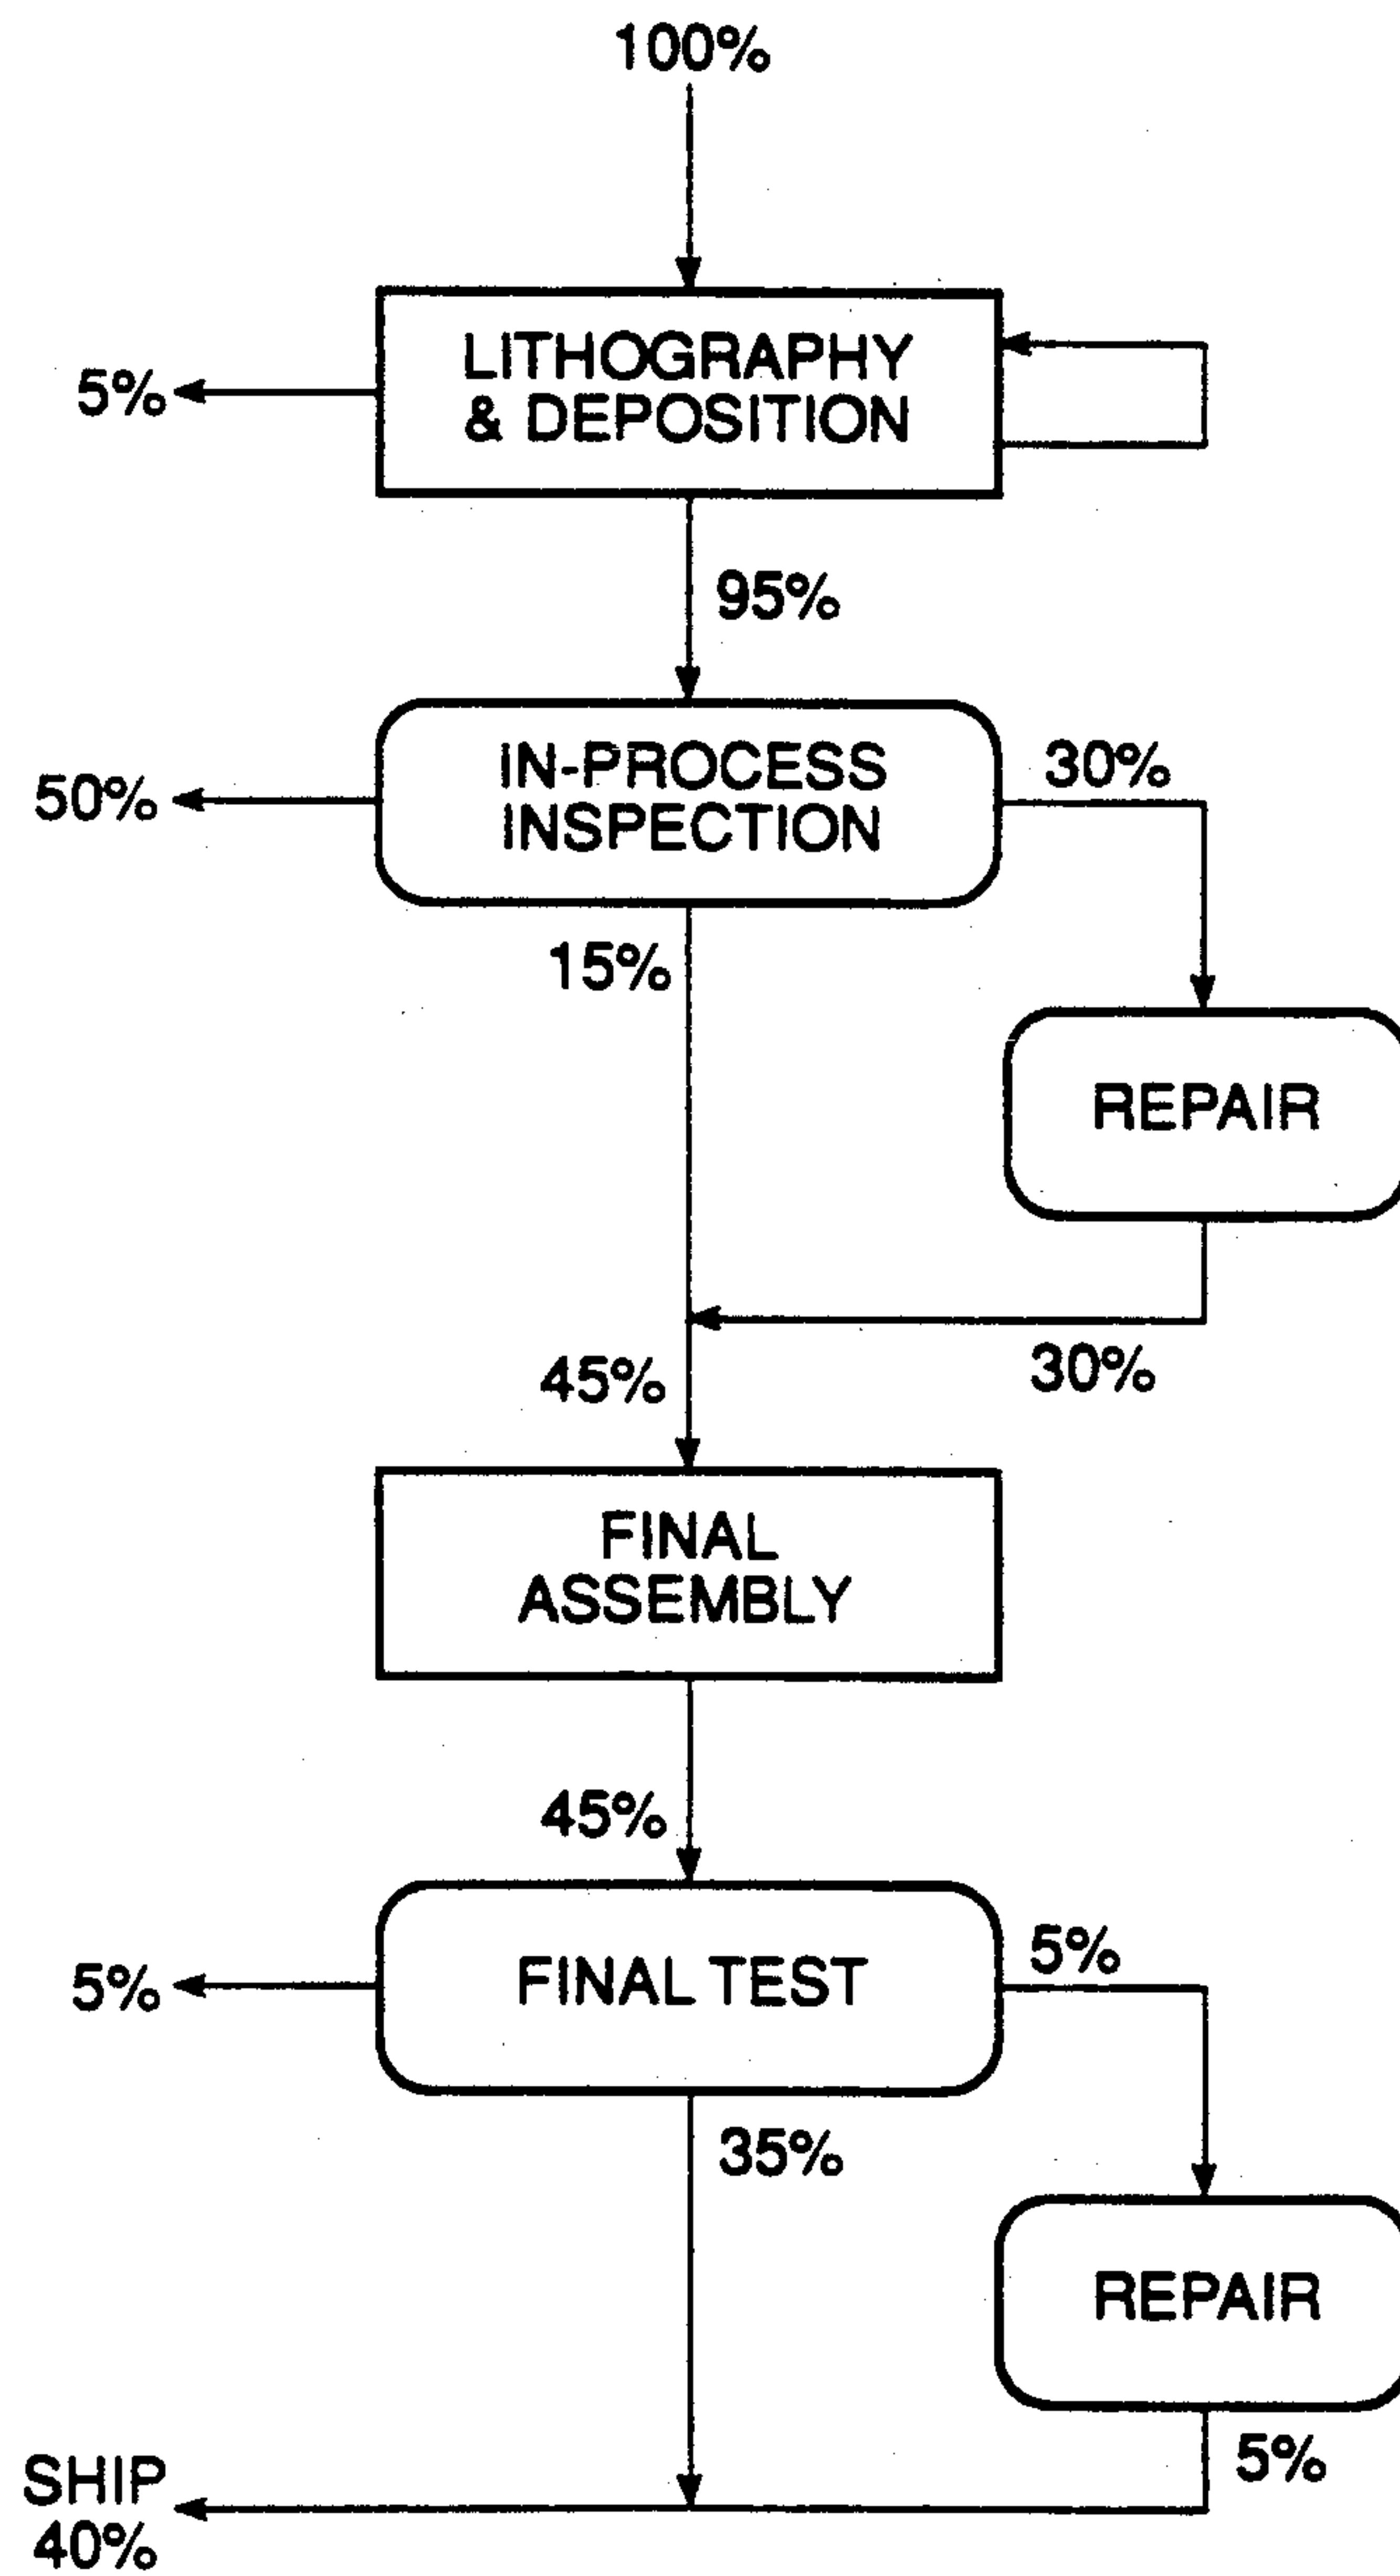 100%
LITHOGRAPHY
& DEPOSITION
5%
95%
IN-PROCESS
INSPECTION
50%
30%
15%
REPAIR
30%
45%
FINAL
ASSEMBLY
45%
FINAL TEST
5%
5%
35%
REPAIR
5%
SHIP
40%